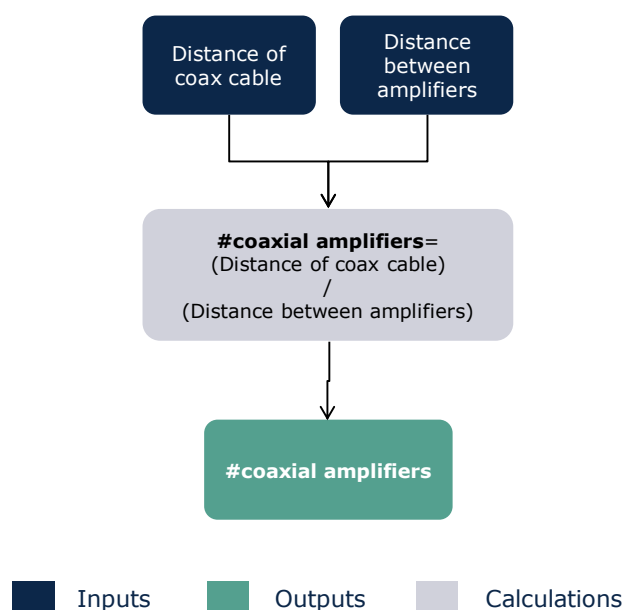 Distance of
coax cable
Distance
between
amplifiers
#coaxial amplifiers=
(Distance of coax cable)
/
(Distance between amplifiers)
#coaxial amplifiers
Inputs
Outputs
Calculations